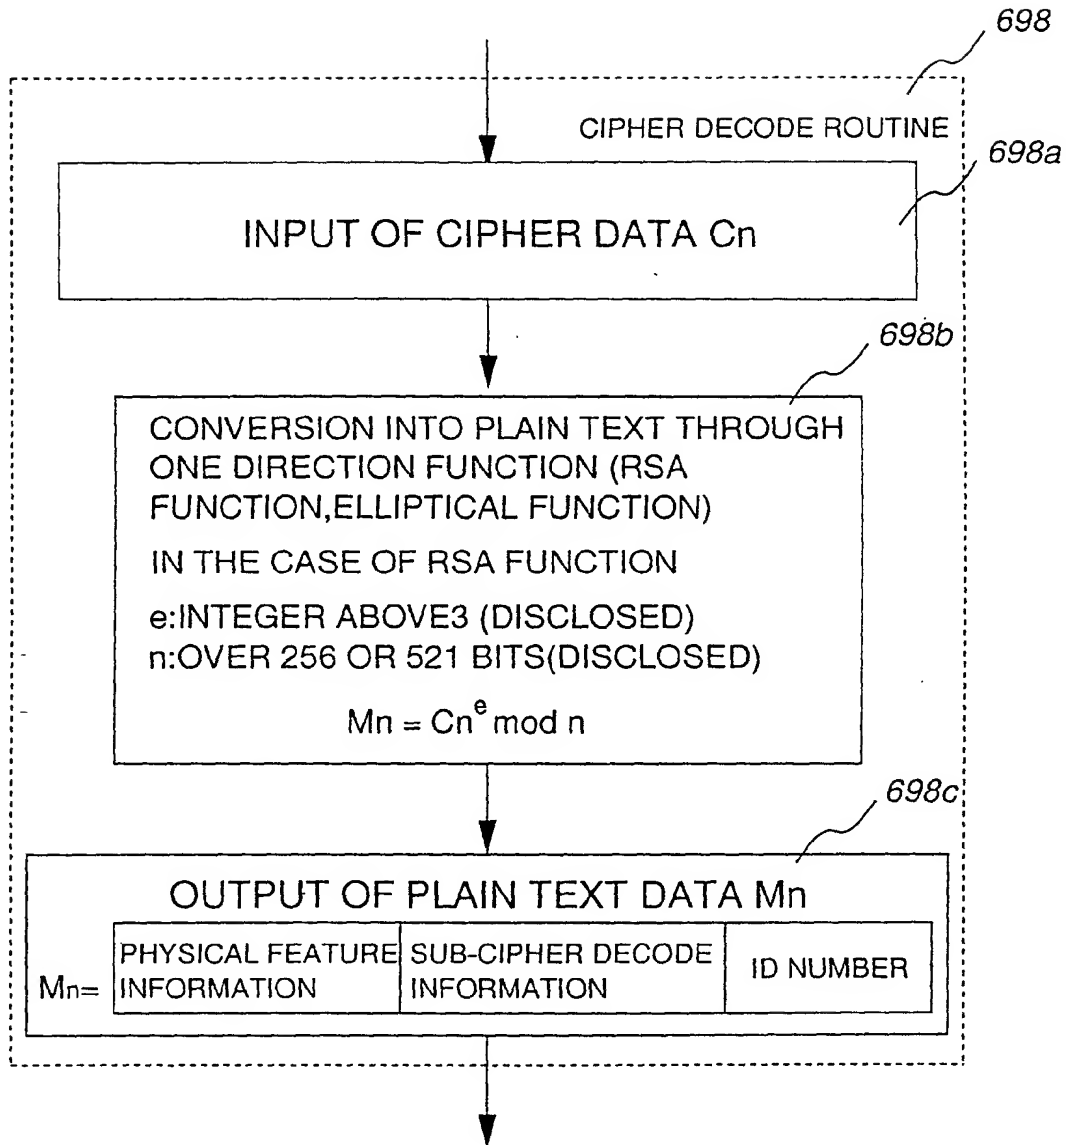 698
CIPHER DECODE ROUTINE
698a
INPUT OF CIPHER DATA Cn
698b
CONVERSION INTO PLAIN TEXT THROUGH
ONE DIRECTION FUNCTION (RSA
FUNCTION,ELLIPTICAL FUNCTION)
IN THE CASE OF RSA FUNCTION
e:INTEGER ABOVE3 (DISCLOSED)
n:OVER 256 OR 521 BITS(DISCLOSED)
Mn = Cn^e mod n
698c
OUTPUT OF PLAIN TEXT DATA Mn
Mn=
PHYSICAL FEATURE
INFORMATION
SUB-CIPHER DECODE
INFORMATION
ID NUMBER